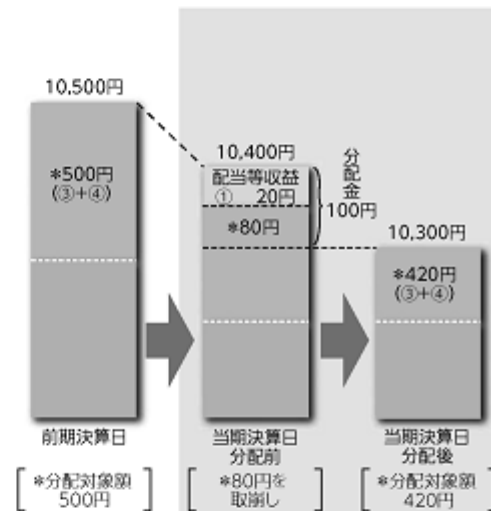 10,500円
*500円
(③+④)
10,400円
配当等収益
① 20円
*80円
分配金
100円
10,300円
*420円
(③+④)
前期決算日
当期決算日
分配前
当期決算日
分配後
*分配対象額
500円
*80円を
取崩し
*分配対象額
420円